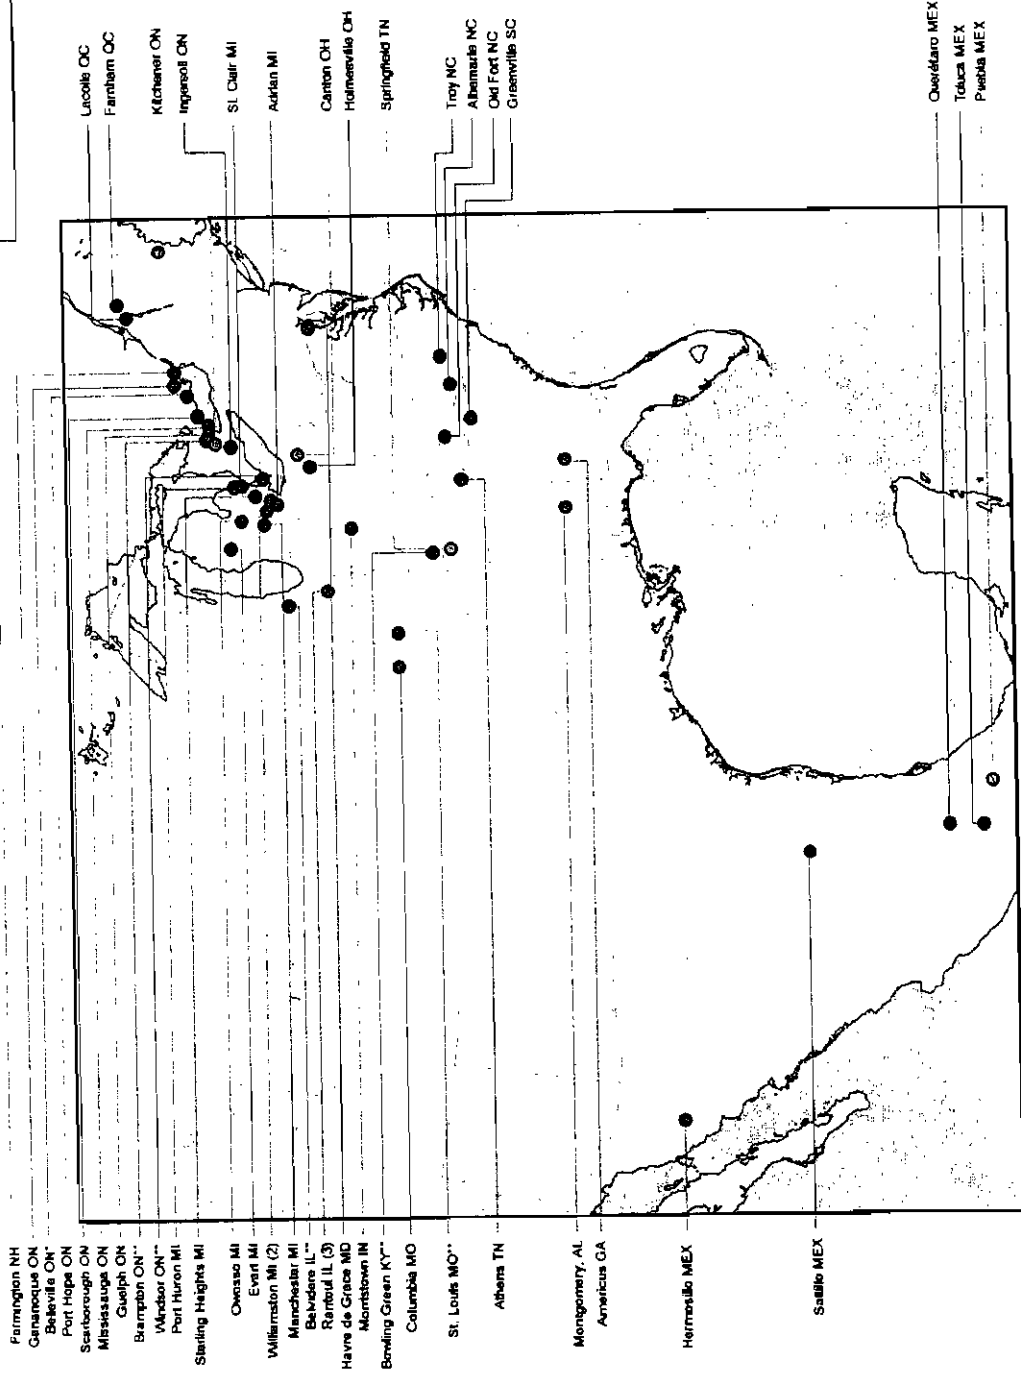 Farmington NH
Gananoque ON
Belleville ON*
Port Hope ON
Scarborough ON
Mississauga ON
Guelph ON
Brampton ON**
Windsor ON**
Port Huron MI
Sterling Heights MI
Owosso MI
Evart MI
Williamston MI (2)
Manchester MI
Belvidere IL**
Rantoul IL (3)
Havre de Grace MD
Morristown IN
Bowling Green KY**
Columbia MO
St. Louis MO**
Athens TN
Montgomery, AL
Americus GA
Hermosillo MEX
Saltillo MEX
Lacolle QC
Farnham QC
Kitchener ON
Ingersoll ON
St. Clair MI
Adrian MI
Canton OH
Holmesville OH
Springfield TN
Troy NC
Albemarle NC
Old Fort NC
Greenville SC
Querétaro MEX
Toluca MEX
Puebla MEX